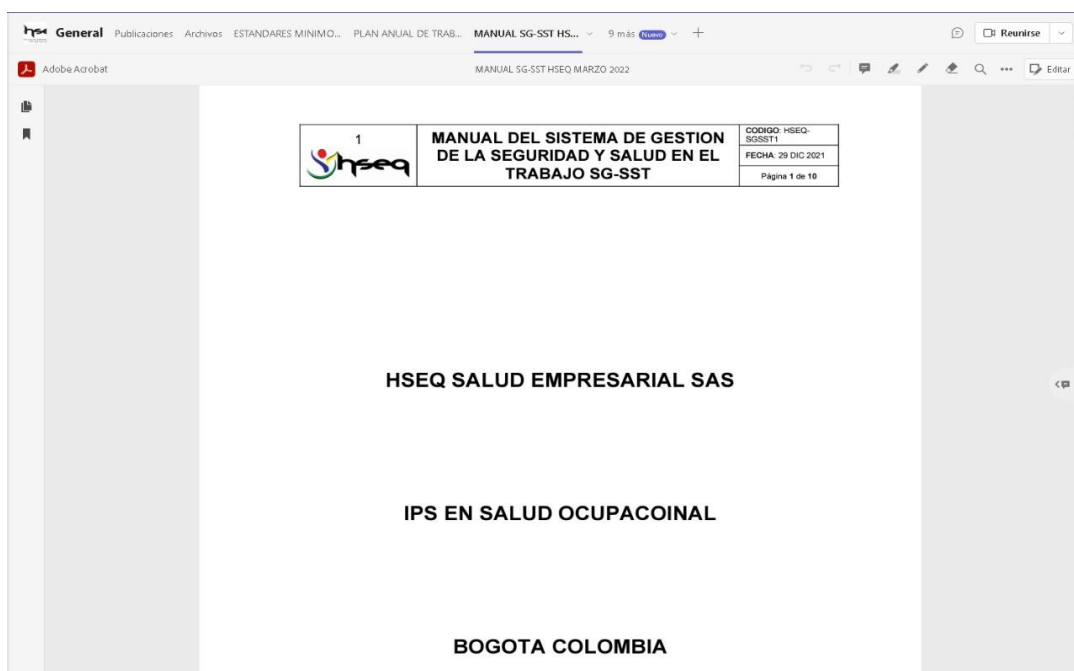 hseq General Publicaciones Archivos ESTANDARES MINIMO... PLAN ANUAL DE TRAB... MANUAL SG-SST HS... 9 más Nuevo Reunirse
Adobe Acrobat MANUAL SG-SST HSEQ MARZO 2022 Editar
1
hseq
MANUAL DEL SISTEMA DE GESTION
DE LA SEGURIDAD Y SALUD EN EL
TRABAJO SG-SST
CODIGO: HSEQ-
SGSST1
FECHA: 29 DIC 2021
Página 1 de 10
HSEQ SALUD EMPRESARIAL SAS
IPS EN SALUD OCUPACOINAL
BOGOTA COLOMBIA